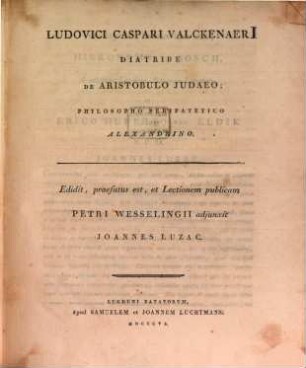 LUDOVICI CASPARI VALCKENAERI
DIATRIBE
DE ARISTOBULO JUDAEO;
PHILOSOPHO PERIPATETICO
ALEXANDRINO.
Edidit, praefatus est, et Lectionem publicam
PETRI WESSELINGII adjunxit
JOANNES LUZAC.
LUGDUNI BATAVORUM,
Apud SAMUELEM et JOANNEM LUCHTMANS;
MDCCCVI.